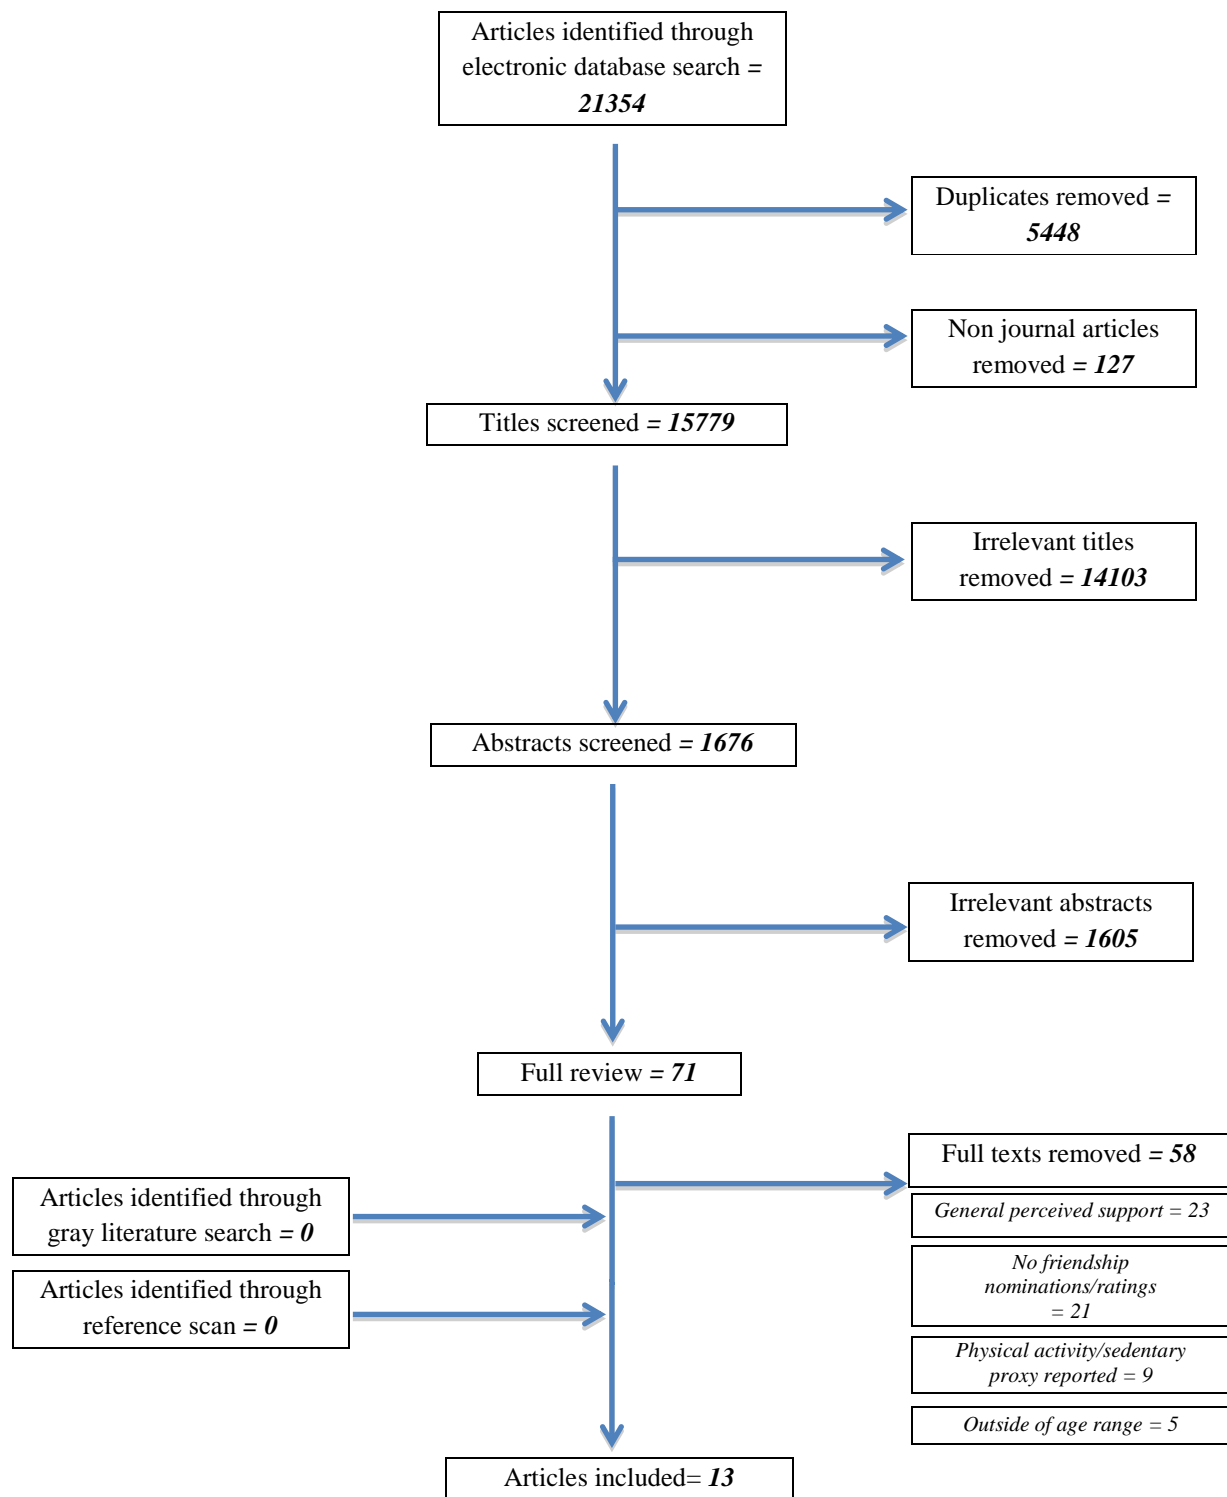 Articles identified through
electronic database search =
21354
Duplicates removed =
5448
Non journal articles
removed = 127
Titles screened = 15779
Irrelevant titles
removed = 14103
Abstracts screened = 1676
Irrelevant abstracts
removed = 1605
Full review = 71
Full texts removed = 58
Articles identified through
gray literature search = 0
General perceived support = 23
No friendship
nominations/ratings
= 21
Articles identified through
reference scan = 0
Physical activity/sedentary
proxy reported = 9
Outside of age range = 5
Articles included= 13